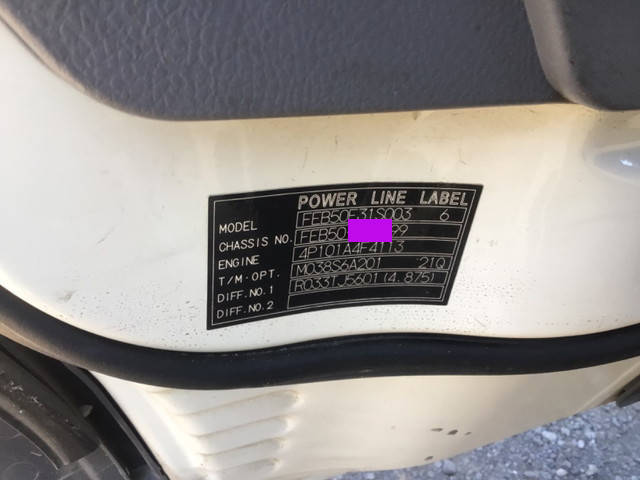 POWER LINE LABEL
MODEL FEB50E31S003 6
CHASSIS NO. FEB50 99
ENGINE 4P101A4F4113
T/M·OPT. M038S6A201 21Q
DIFF.NO.1 R033TJ5601(4.875)
DIFF.NO.2